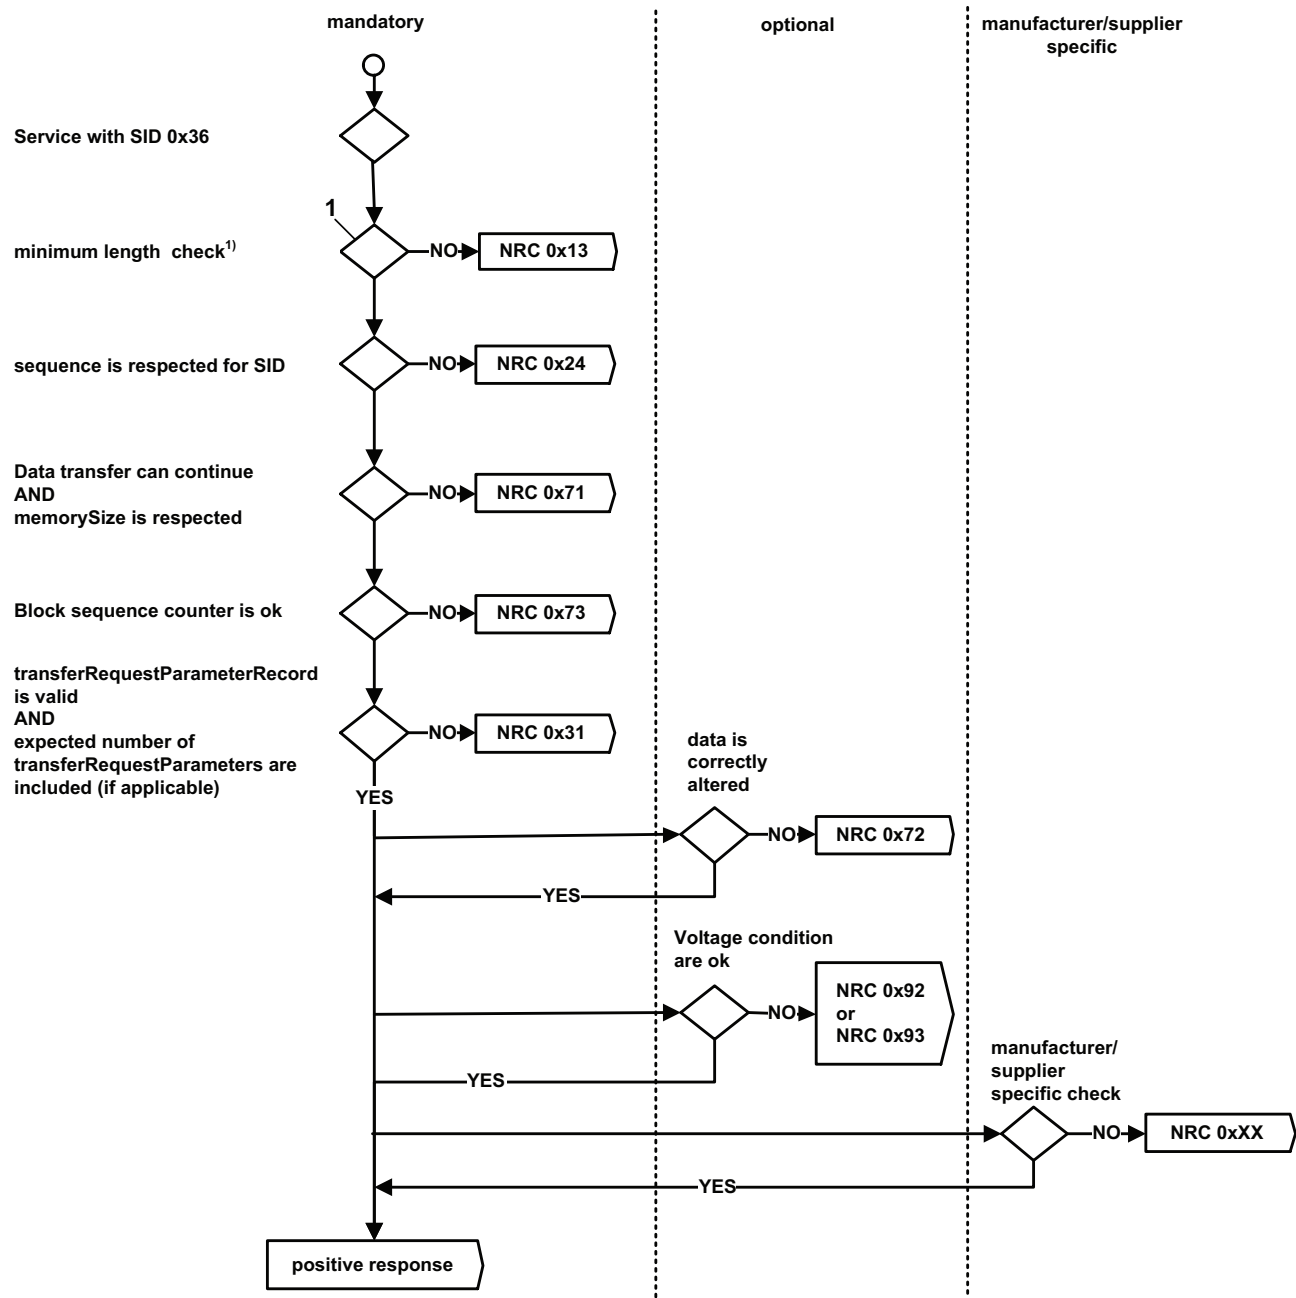 mandatory
optional
manufacturer/supplier
specific
Service with SID 0x36
1
minimum length check1)
NO
NRC 0x13
sequence is respected for SID
NO
NRC 0x24
Data transfer can continue
AND
memorySize is respected
NO
NRC 0x71
Block sequence counter is ok
NO
NRC 0x73
transferRequestParameterRecord
is valid
AND
expected number of
transferRequestParameters are
included (if applicable)
NO
NRC 0x31
YES
data is
correctly
altered
NO
NRC 0x72
YES
Voltage condition
are ok
NO
NRC 0x92
or
NRC 0x93
YES
manufacturer/
supplier
specific check
NO
NRC 0xXX
YES
positive response